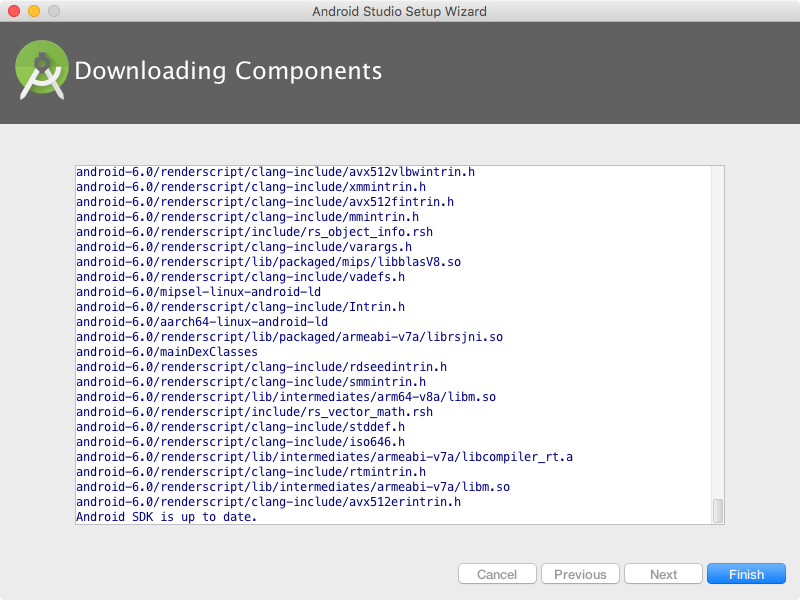 Android Studio Setup Wizard
Downloading Components
android-6.0/renderscript/clang-include/avx512vlbwintrin.h
android-6.0/renderscript/clang-include/xmmintrin.h
android-6.0/renderscript/clang-include/avx512fintrin.h
android-6.0/renderscript/clang-include/mmintrin.h
android-6.0/renderscript/include/rs_object_info.rsh
android-6.0/renderscript/clang-include/varargs.h
android-6.0/renderscript/lib/packaged/mips/libblasV8.so
android-6.0/renderscript/clang-include/vadefs.h
android-6.0/mipsel-linux-android-ld
android-6.0/renderscript/clang-include/Intrin.h
android-6.0/aarch64-linux-android-ld
android-6.0/renderscript/lib/packaged/armeabi-v7a/librsjni.so
android-6.0/mainDexClasses
android-6.0/renderscript/clang-include/rdseedintrin.h
android-6.0/renderscript/clang-include/smmintrin.h
android-6.0/renderscript/lib/intermediates/arm64-v8a/libm.so
android-6.0/renderscript/include/rs_vector_math.rsh
android-6.0/renderscript/clang-include/stddef.h
android-6.0/renderscript/clang-include/iso646.h
android-6.0/renderscript/lib/intermediates/armeabi-v7a/libcompiler_rt.a
android-6.0/renderscript/clang-include/rtmintrin.h
android-6.0/renderscript/lib/intermediates/armeabi-v7a/libm.so
android-6.0/renderscript/clang-include/avx512erintrin.h
Android SDK is up to date.
Cancel Previous Next Finish